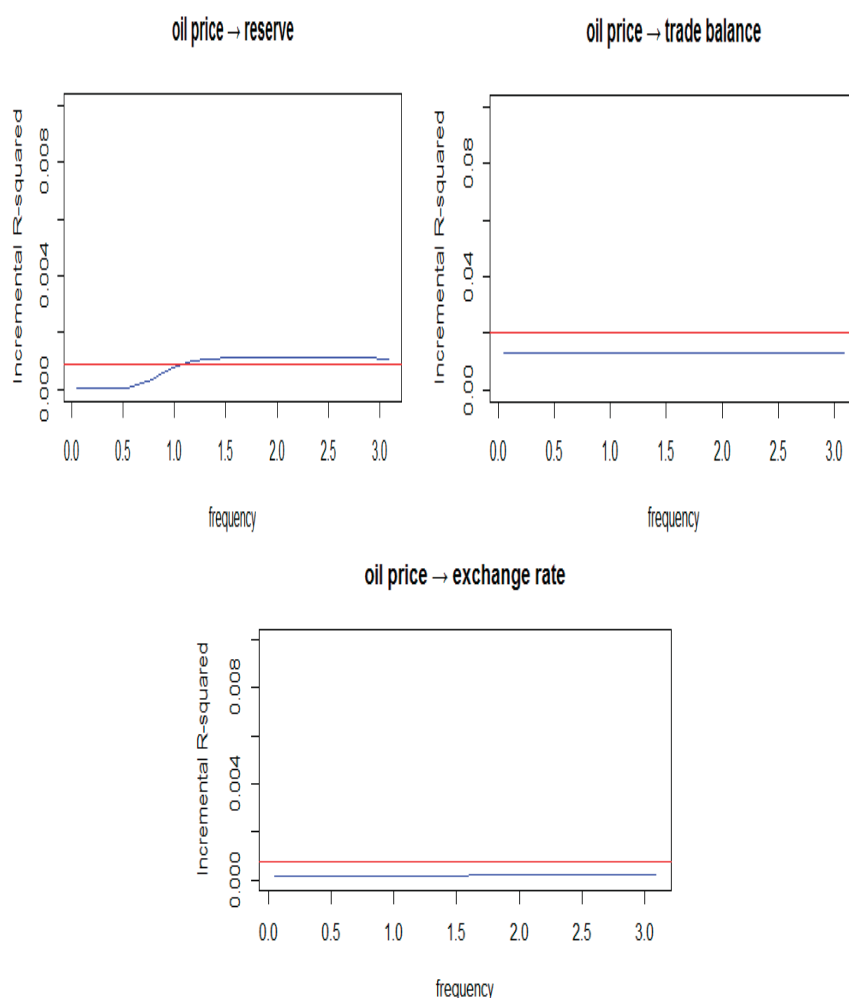 oil price → reserve
Incremental R-squared
0.008
0.004
0.000
0.0 0.5 1.0 1.5 2.0 2.5 3.0
frequency
oil price → trade balance
Incremental R-squared
0.08
0.04
0.00
0.0 0.5 1.0 1.5 2.0 2.5 3.0
frequency
oil price → exchange rate
Incremental R-squared
0.008
0.004
0.000
0.0 0.5 1.0 1.5 2.0 2.5 3.0
frequency